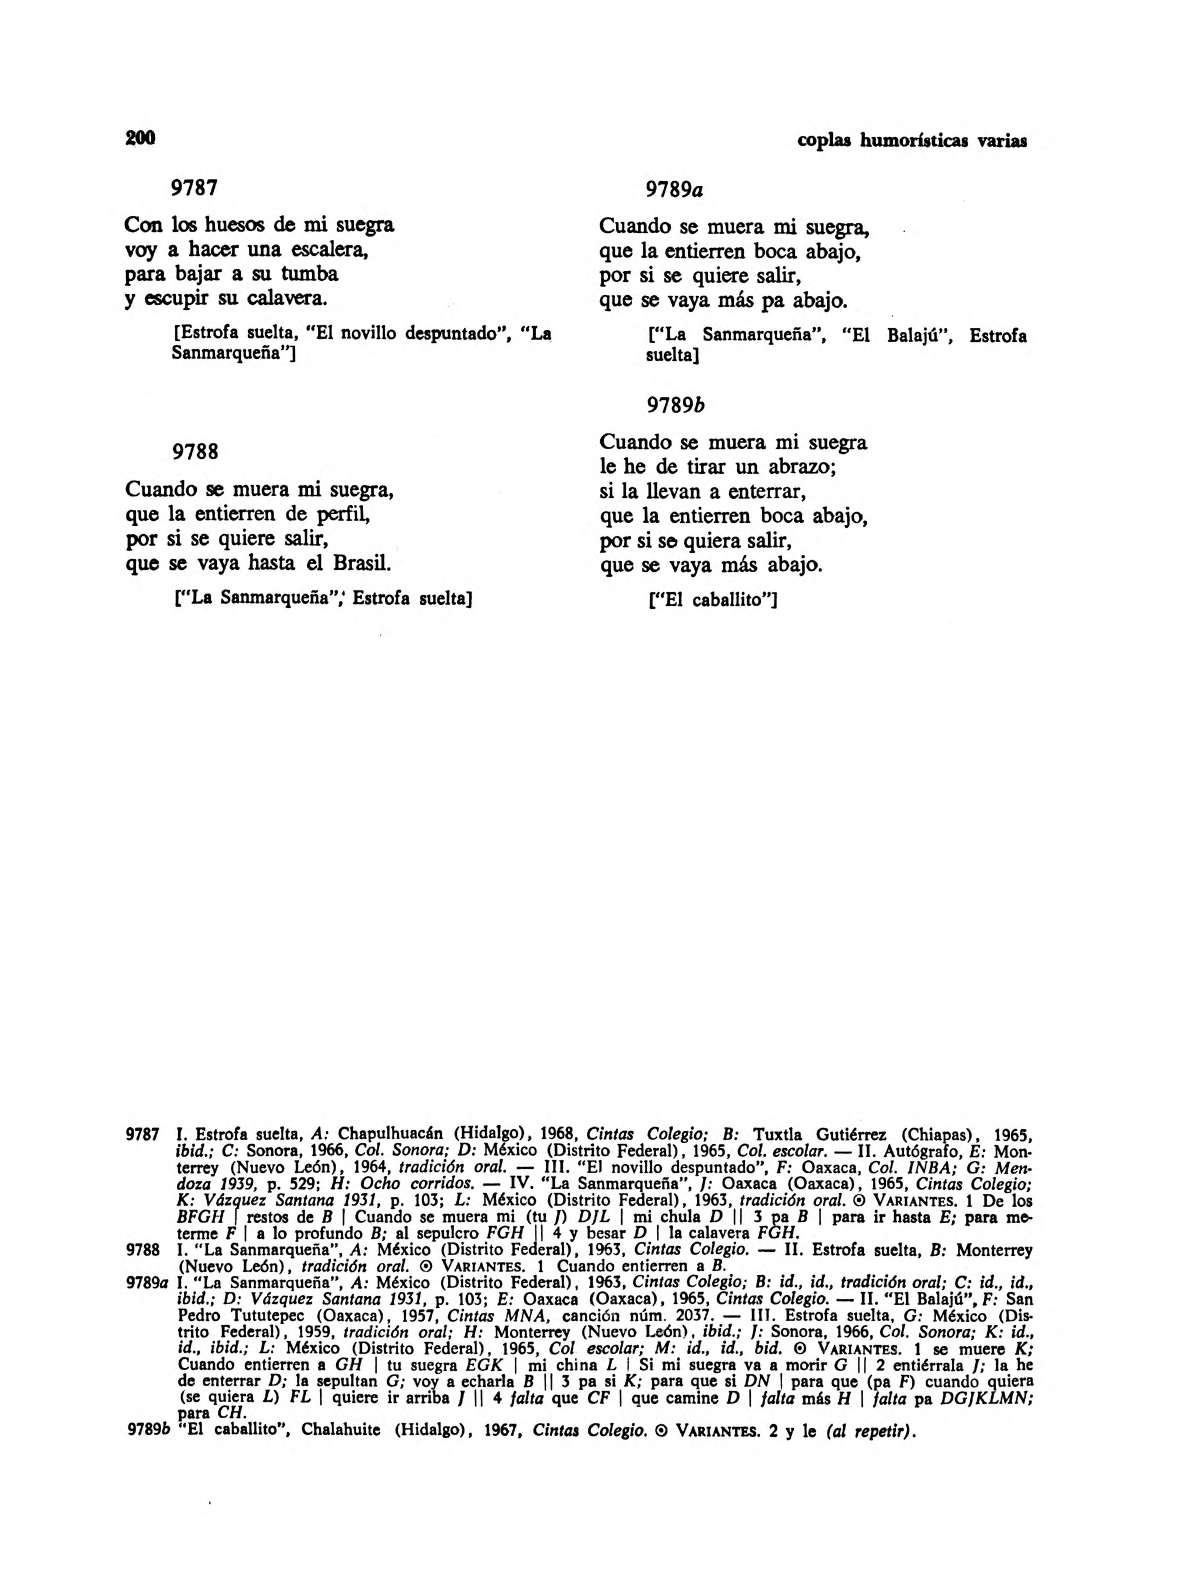 200
coplas humorísticas varias
9787
Con los huesos de mi suegra
voy a hacer una escalera,
para bajar a su tumba
y escupir su calavera.
[Estrofa suelta, "El novillo despuntado", "La
Sanmarqueña"]
9788
Cuando se muera mi suegra,
que la entierren de perfil,
por si se quiere salir,
que se vaya hasta el Brasil.
["La Sanmarqueña", Estrofa suelta]
9789a
Cuando se muera mi suegra,
que la entierren boca abajo,
por si se quiere salir,
que se vaya más pa abajo.
["La Sanmarqueña", "El Balajú", Estrofa
suelta]
9789b
Cuando se muera mi suegra
le he de tirar un abrazo;
si la llevan a enterrar,
que la entierren boca abajo,
por si se quiera salir,
que se vaya más abajo.
["El caballito"]
9787 I. Estrofa suelta, A: Chapulhuacán (Hidalgo), 1968, Cintas Colegio; B: Tuxtla Gutiérrez (Chiapas), 1965,
ibid.; C: Sonora, 1966, Col. Sonora; D: México (Distrito Federal), 1965, Col. escolar. — II. Autógrafo, E: Mon-
terrey (Nuevo León), 1964, tradición oral. — III. "El novillo despuntado", F: Oaxaca, Col. INBA; G: Men-
doza 1939, p. 529; H: Ocho corridos. — IV. "La Sanmarqueña", J: Oaxaca (Oaxaca), 1965, Cintas Colegio;
K: Vázquez Santana 1931, p. 103; L: México (Distrito Federal), 1963, tradición oral. ⊙ VARIANTES. 1 De los
BFGH | restos de B | Cuando se muera mi (tu J) DJL | mi chula D || 3 pa B | para ir hasta E; para me-
terme F | a lo profundo B; al sepulcro FGH || 4 y besar D | la calavera FGH.
9788 I. "La Sanmarqueña", A: México (Distrito Federal), 1963, Cintas Colegio. — II. Estrofa suelta, B: Monterrey
(Nuevo León), tradición oral. ⊙ VARIANTES. 1 Cuando entierren a B.
9789a I. "La Sanmarqueña", A: México (Distrito Federal), 1963, Cintas Colegio; B: id., id., tradición oral; C: id., id.,
ibid.; D: Vázquez Santana 1931, p. 103; E: Oaxaca (Oaxaca), 1965, Cintas Colegio. — II. "El Balajú", F: San
Pedro Tututepec (Oaxaca), 1957, Cintas MNA, canción núm. 2037. — III. Estrofa suelta, G: México (Dis-
trito Federal), 1959, tradición oral; H: Monterrey (Nuevo León), ibid.; J: Sonora, 1966, Col. Sonora; K: id.,
id., ibid.; L: México (Distrito Federal), 1965, Col escolar; M: id., id., bid. ⊙ VARIANTES. 1 se muere K;
Cuando entierren a GH | tu suegra EGK | mi china L | Si mi suegra va a morir G || 2 entiérrala J; la he
de enterrar D; la sepultan G; voy a echarla B || 3 pa si K; para que si DN | para que (pa F) cuando quiera
(se quiera L) FL | quiere ir arriba J || 4 falta que CF | que camine D | falta más H | falta pa DGJKLMN;
para CH.
9789b "El caballito", Chalahuite (Hidalgo), 1967, Cintas Colegio. ⊙ VARIANTES. 2 y le (al repetir).